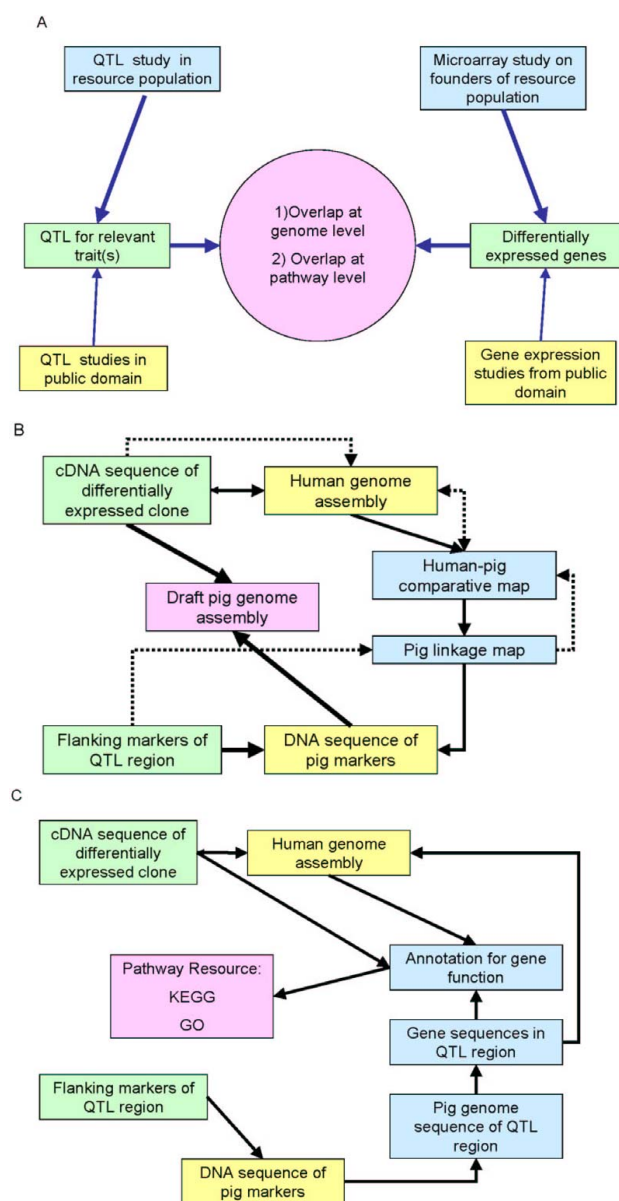 A
QTL study in
resource population
Microarray study on
founders of resource
population
1)Overlap at
genome level
2) Overlap at
pathway level
QTL for relevant
trait(s)
Differentially
expressed genes
QTL studies in
public domain
Gene expression
studies from public
domain
B
cDNA sequence of
differentially
expressed clone
Human genome
assembly
Human-pig
comparative map
Draft pig genome
assembly
Pig linkage map
Flanking markers of
QTL region
DNA sequence of
pig markers
C
cDNA sequence of
differentially
expressed clone
Human genome
assembly
Pathway Resource:
KEGG
GO
Annotation for gene
function
Gene sequences in
QTL region
Flanking markers of
QTL region
Pig genome
sequence of QTL
region
DNA sequence of
pig markers